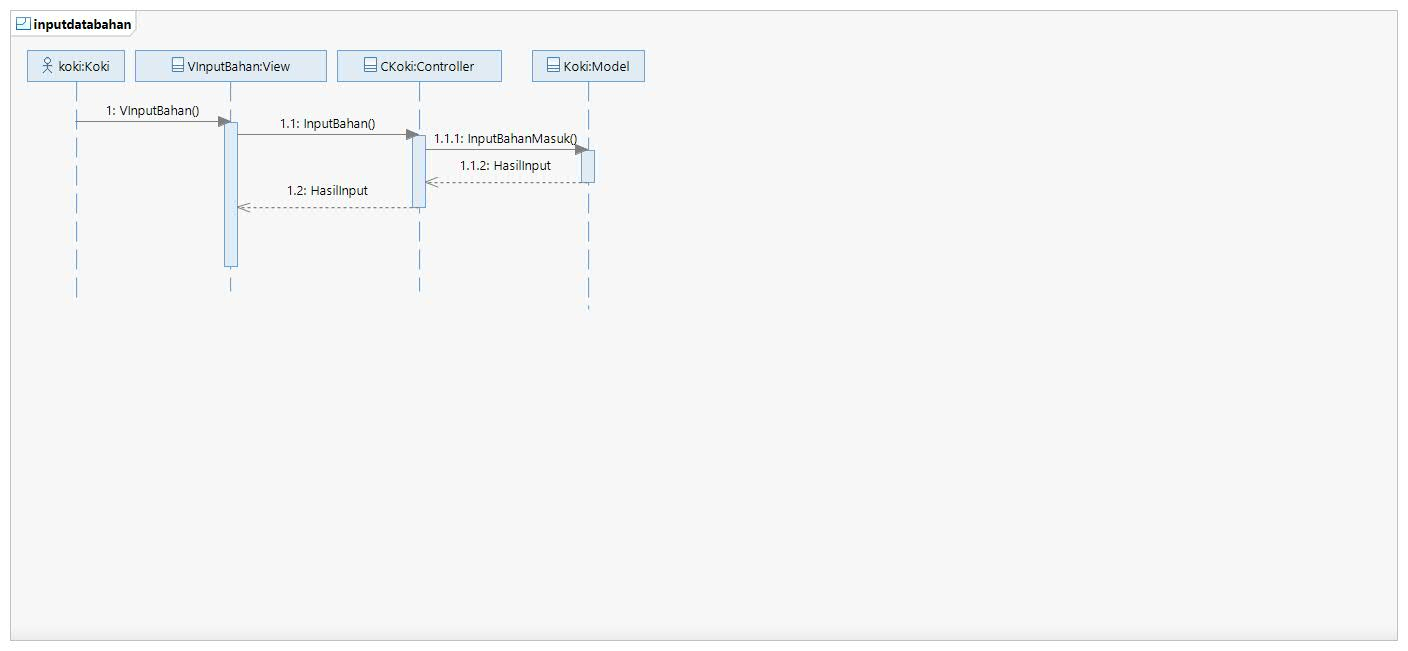 inputdatabahan
koki:Koki
VInputBahan:View
CKoki:Controller
Koki:Model
1: VInputBahan()
1.1: InputBahan()
1.1.1: InputBahanMasuk()
1.1.2: HasilInput
1.2: HasilInput